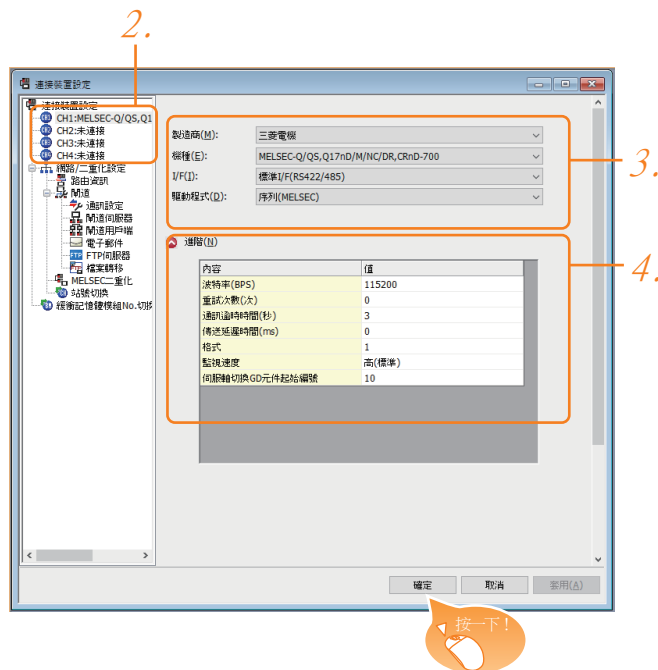 2.
連接裝置設定
連接裝置設定
CH1:MELSEC-Q/QS,Q1
CH2:未連接
CH3:未連接
CH4:未連接
網路/二重化設定
路由資訊
閘道
通訊設定
閘道伺服器
閘道用戶端
電子郵件
FTP伺服器
檔案轉移
MELSEC二重化
站號切換
緩衝記憶體模組No.切換
製造商(M): 三菱電機
機種(E): MELSEC-Q/QS,Q17nD/M/NC/DR,CRnD-700
I/F(I): 標準I/F(RS422/485)
驅動程式(D): 序列(MELSEC)
3.
進階(N)
內容 值
波特率(BPS) 115200
重試次數(次) 0
通訊逾時時間(秒) 3
傳送延遲時間(ms) 0
格式 1
監視速度 高(標準)
伺服軸切換GD元件起始編號 10
4.
確定 取消 套用(A)
按一下！